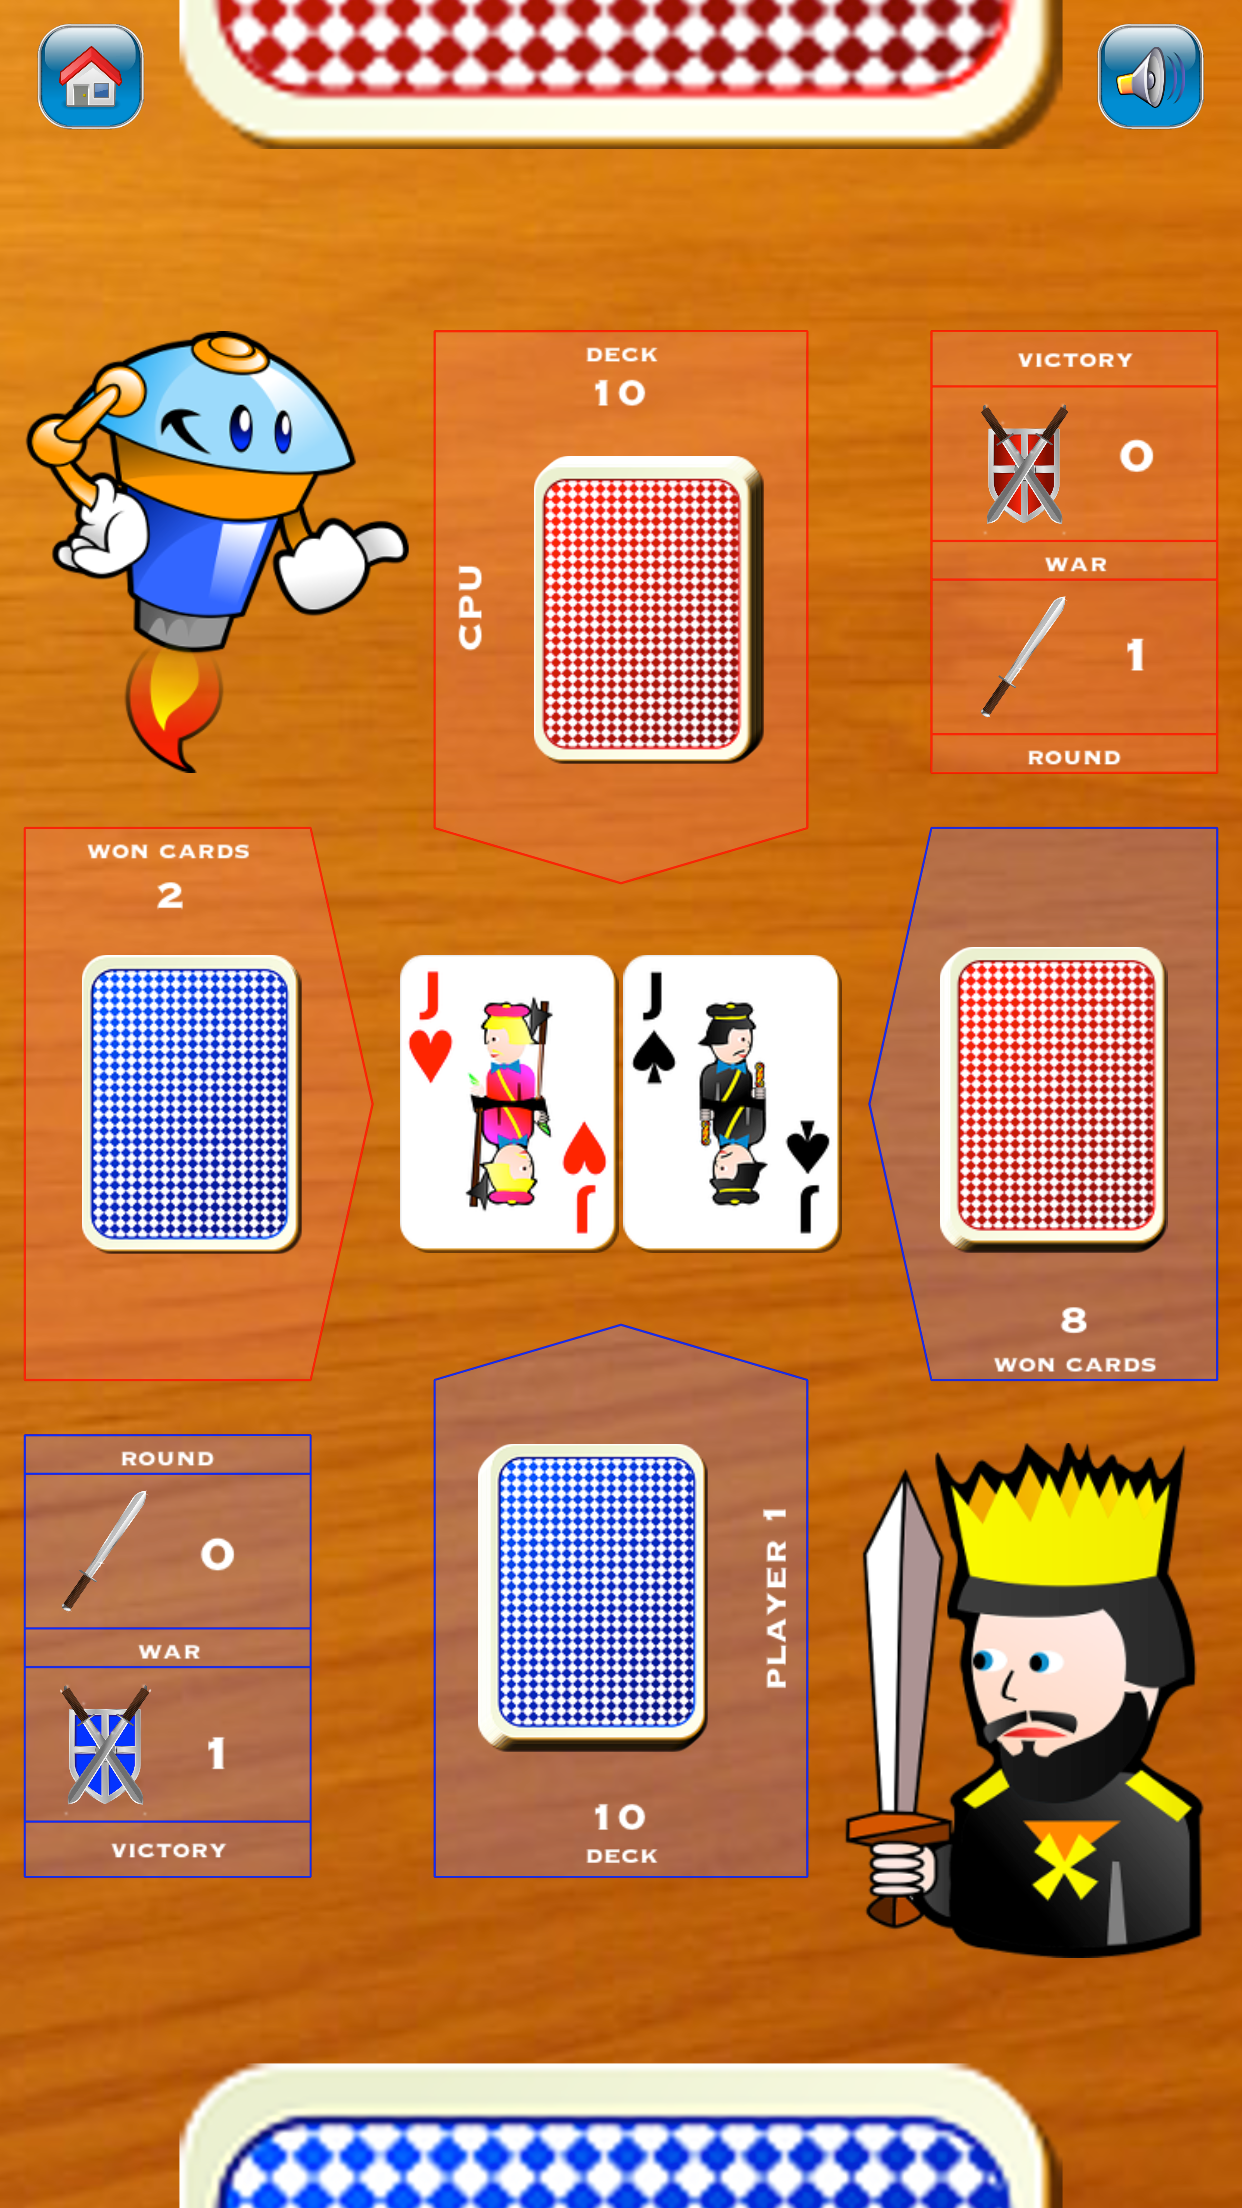 DECK
10
CPU
VICTORY
0
WAR
1
ROUND
WON CARDS
2
J
J
J
J
8
WON CARDS
ROUND
0
WAR
1
VICTORY
PLAYER 1
10
DECK